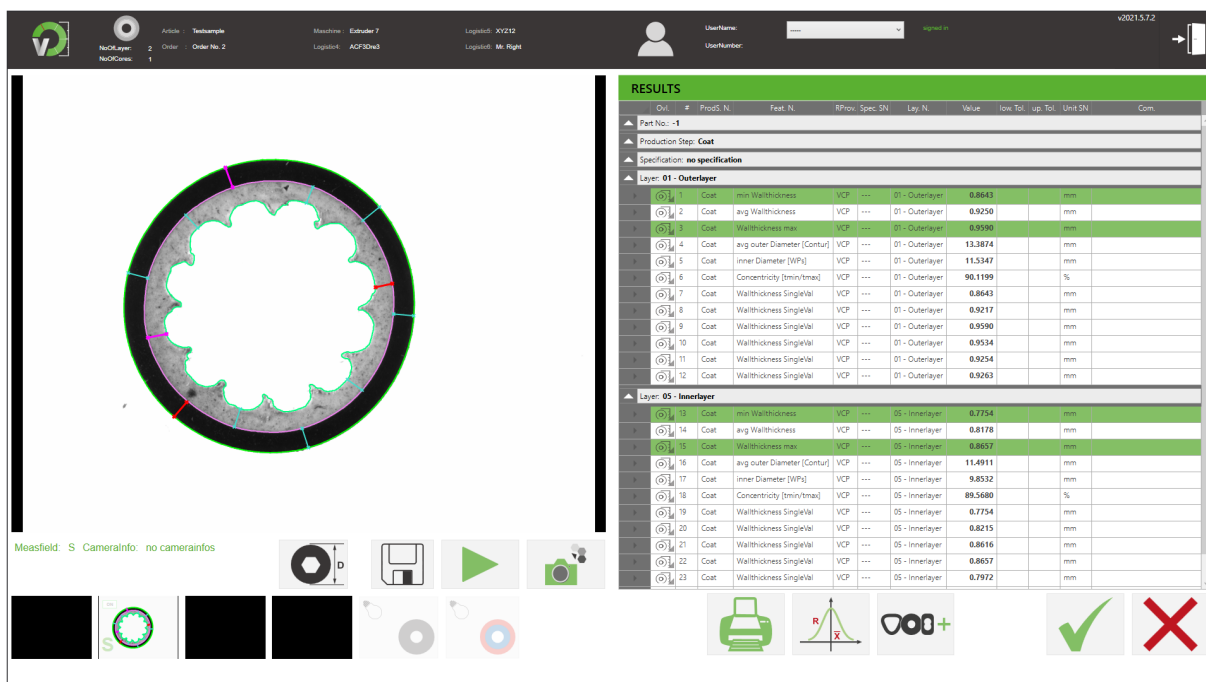 v2021.5.7.2
NoOfLayer: 2
NoOfCores: 1
Article : Testsample
Order : Order No. 2
Maschine : Extruder 7
Logistic4: ACF3Dre3
Logistic5: XYZ12
Logistic6: Mr. Right
UserName: ----- signed in
UserNumber:
RESULTS
Ovl. # ProdS. N. Feat. N. RProv. Spec. SN Lay. N. Value low. Tol. up. Tol. Unit SN Com.
Part No.: -1
Production Step: Coat
Specification: no specification
Layer: 01 - Outerlayer
1 Coat min Wallthickness VCP --- 01 - Outerlayer 0.8643 mm
2 Coat avg Wallthickness VCP --- 01 - Outerlayer 0.9250 mm
3 Coat Wallthickness max VCP --- 01 - Outerlayer 0.9590 mm
4 Coat avg outer Diameter [Contur] VCP --- 01 - Outerlayer 13.3874 mm
5 Coat inner Diameter [WPs] VCP --- 01 - Outerlayer 11.5347 mm
6 Coat Concentricity [tmin/tmax] VCP --- 01 - Outerlayer 90.1199 %
7 Coat Wallthickness SingleVal VCP --- 01 - Outerlayer 0.8643 mm
8 Coat Wallthickness SingleVal VCP --- 01 - Outerlayer 0.9217 mm
9 Coat Wallthickness SingleVal VCP --- 01 - Outerlayer 0.9590 mm
10 Coat Wallthickness SingleVal VCP --- 01 - Outerlayer 0.9534 mm
11 Coat Wallthickness SingleVal VCP --- 01 - Outerlayer 0.9254 mm
12 Coat Wallthickness SingleVal VCP --- 01 - Outerlayer 0.9263 mm
Layer: 05 - Innerlayer
13 Coat min Wallthickness VCP --- 05 - Innerlayer 0.7754 mm
14 Coat avg Wallthickness VCP --- 05 - Innerlayer 0.8178 mm
15 Coat Wallthickness max VCP --- 05 - Innerlayer 0.8657 mm
16 Coat avg outer Diameter [Contur] VCP --- 05 - Innerlayer 11.4911 mm
17 Coat inner Diameter [WPs] VCP --- 05 - Innerlayer 9.8532 mm
18 Coat Concentricity [tmin/tmax] VCP --- 05 - Innerlayer 89.5680 %
19 Coat Wallthickness SingleVal VCP --- 05 - Innerlayer 0.7754 mm
20 Coat Wallthickness SingleVal VCP --- 05 - Innerlayer 0.8215 mm
21 Coat Wallthickness SingleVal VCP --- 05 - Innerlayer 0.8616 mm
22 Coat Wallthickness SingleVal VCP --- 05 - Innerlayer 0.8657 mm
23 Coat Wallthickness SingleVal VCP --- 05 - Innerlayer 0.7972 mm
Measfield: S CameraInfo: no camerainfos
D
S
R
X̄